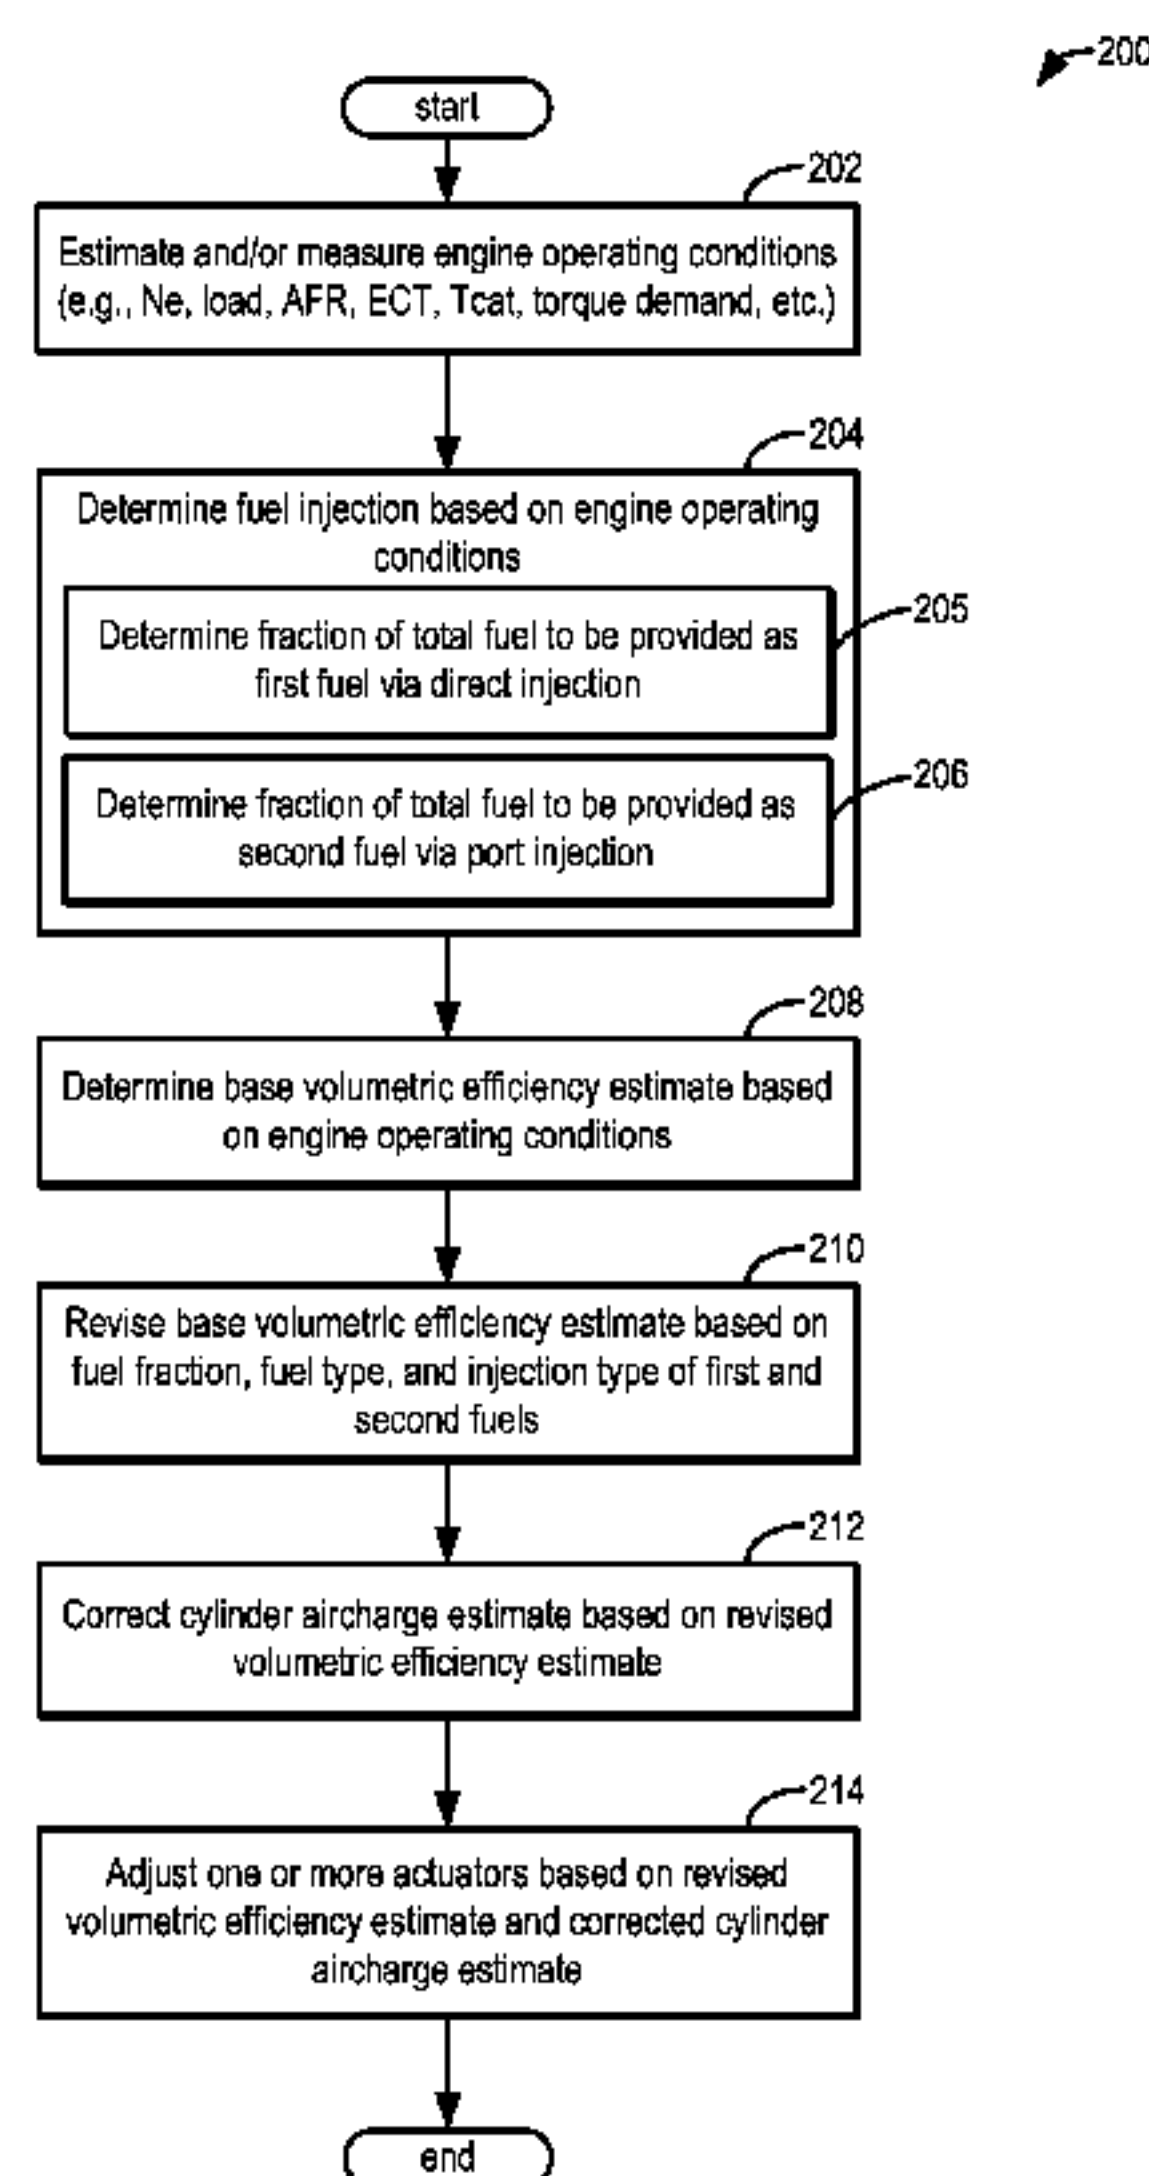 200
start
202
Estimate and/or measure engine operating conditions
(e.g., Ne, load, AFR, ECT, Tcat, torque demand, etc.)
204
Determine fuel injection based on engine operating
conditions
205
Determine fraction of total fuel to be provided as
first fuel via direct injection
206
Determine fraction of total fuel to be provided as
second fuel via port injection
208
Determine base volumetric efficiency estimate based
on engine operating conditions
210
Revise base volumetric efficiency estimate based on
fuel fraction, fuel type, and injection type of first and
second fuels
212
Correct cylinder aircharge estimate based on revised
volumetric efficiency estimate
214
Adjust one or more actuators based on revised
volumetric efficiency estimate and corrected cylinder
aircharge estimate
end